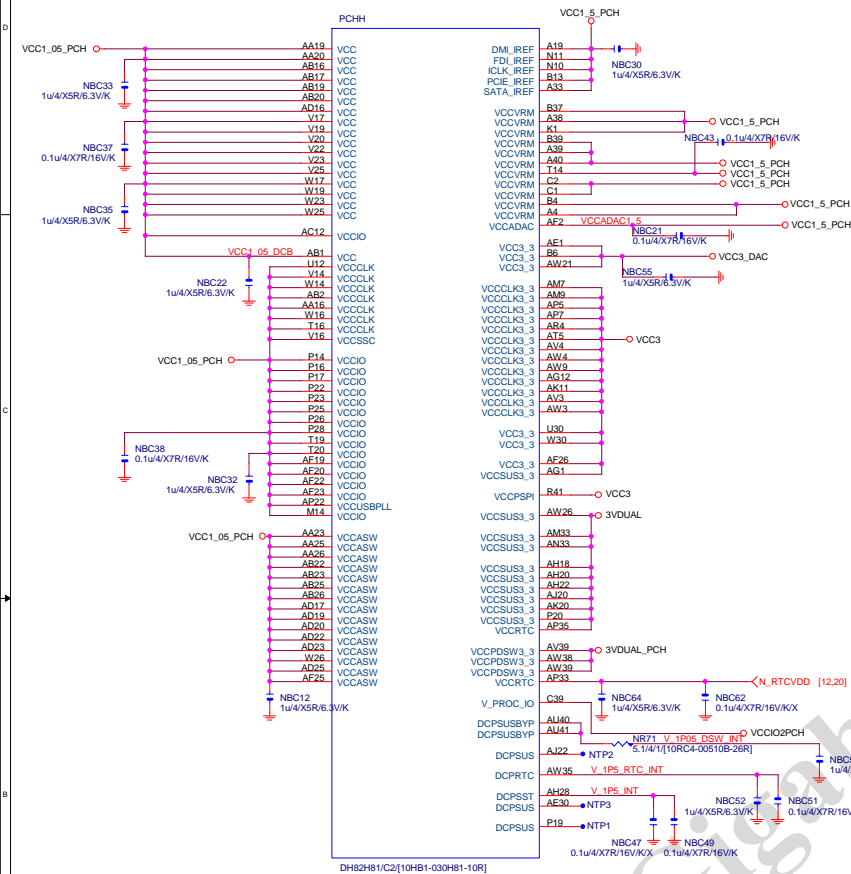 VCC1_5_PCH
D
PCHH
VCC1_05_PCH
AA19 VCC
AA20 VCC
AB16 VCC
AB17 VCC
AB19 VCC
AB20 VCC
AD16 VCC
V17 VCC
V19 VCC
V20 VCC
V22 VCC
V23 VCC
V25 VCC
W17 VCC
W19 VCC
W23 VCC
W25 VCC
AC12 VCCIO
VCC1_05_DCB AB1 VCC
U12 VCCCLK
V14 VCCCLK
W14 VCCCLK
AB2 VCCCLK
AA16 VCCCLK
W16 VCCCLK
T16 VCCCLK
V16 VCCSSC
NBC33
1u/4/X5R/6.3V/K
NBC37
0.1u/4/X7R/16V/K
NBC35
1u/4/X5R/6.3V/K
NBC22
1u/4/X5R/6.3V/K
C
VCC1_05_PCH
P14 VCCIO
P16 VCCIO
P17 VCCIO
P22 VCCIO
P23 VCCIO
P25 VCCIO
P26 VCCIO
P28 VCCIO
T19 VCCIO
T20 VCCIO
AF19 VCCIO
AF20 VCCIO
AF22 VCCIO
AF23 VCCIO
AP22 VCCUSBPLL
M14 VCCIO
NBC38
0.1u/4/X7R/16V/K
NBC32
1u/4/X5R/6.3V/K
VCC1_05_PCH
AA23 VCCASW
AA25 VCCASW
AA26 VCCASW
AB22 VCCASW
AB23 VCCASW
AB25 VCCASW
AB26 VCCASW
AD17 VCCASW
AD19 VCCASW
AD20 VCCASW
AD22 VCCASW
AD23 VCCASW
W26 VCCASW
AD25 VCCASW
AF25 VCCASW
NBC12
1u/4/X5R/6.3V/K
B
DMI_IREF A19
FDI_IREF N11
ICLK_IREF N10
PCIE_IREF B13
SATA_IREF A33
NBC30
1u/4/X5R/6.3V/K
VCCVRM B37
VCCVRM A38
VCCVRM K1
VCCVRM B39
VCCVRM A39
VCCVRM A40
VCCVRM T14
VCCVRM C2
VCCVRM C1
VCCVRM B4
VCCVRM A4
VCCADAC AF2 VCCADAC1_5
VCC1_5_PCH
NBC43 0.1u/4/X7R/16V/K
VCC1_5_PCH
VCC1_5_PCH
VCC1_5_PCH
VCC1_5_PCH
VCC1_5_PCH
NBC21
0.1u/4/X7R/16V/K
VCC3_3 AE1
VCC3_3 B6
VCC3_3 AW21
VCC3_DAC
NBC55
1u/4/X5R/6.3V/K
VCCCLK3_3 AM7
VCCCLK3_3 AM9
VCCCLK3_3 AP5
VCCCLK3_3 AP7
VCCCLK3_3 AR4
VCCCLK3_3 AT5
VCCCLK3_3 AV4
VCCCLK3_3 AW4
VCCCLK3_3 AW9
VCCCLK3_3 AG12
VCCCLK3_3 AK11
VCCCLK3_3 AV3
VCCCLK3_3 AW3
VCC3
VCC3_3 U30
VCC3_3 W30
VCC3_3 AF26
VCCSUS3_3 AG1
VCCPSPI R41 VCC3
VCCSUS3_3 AW26 3VDUAL
VCCSUS3_3 AM33
VCCSUS3_3 AN33
VCCSUS3_3 AH18
VCCSUS3_3 AH20
VCCSUS3_3 AH22
VCCSUS3_3 AJ20
VCCSUS3_3 AK20
VCCSUS3_3 P20
VCCRTC AP35
VCCPDSW3_3 AV39 3VDUAL_PCH
VCCPDSW3_3 AW38
VCCPDSW3_3 AW39
VCCRTC AP33 N_RTCVDD [12,20]
NBC64
1u/4/X5R/6.3V/K
NBC62
0.1u/4/X7R/16V/K/X
V_PROC_IO C39
VCCIO2PCH
DCPSUSBYP AU40
DCPSUSBYP AU41
NR71 V_1P05_DSW_INT
5.1/4/1/[10RC4-00510B-26R]
DCPSUS AJ22 NTP2
DCPRTC AW35 V_1P5_RTC_INT
DCPSST AH28 V_1P5_INT
DCPSUS AE30 NTP3
DCPSUS P19 NTP1
NBC52
1u/4/X5R/6.3V/K
NBC51
0.1u/4/X7R/16V
NBC47
0.1u/4/X7R/16V/K/X
NBC49
0.1u/4/X7R/16V/K
DH82H81/C2/[10HB1-030H81-10R]